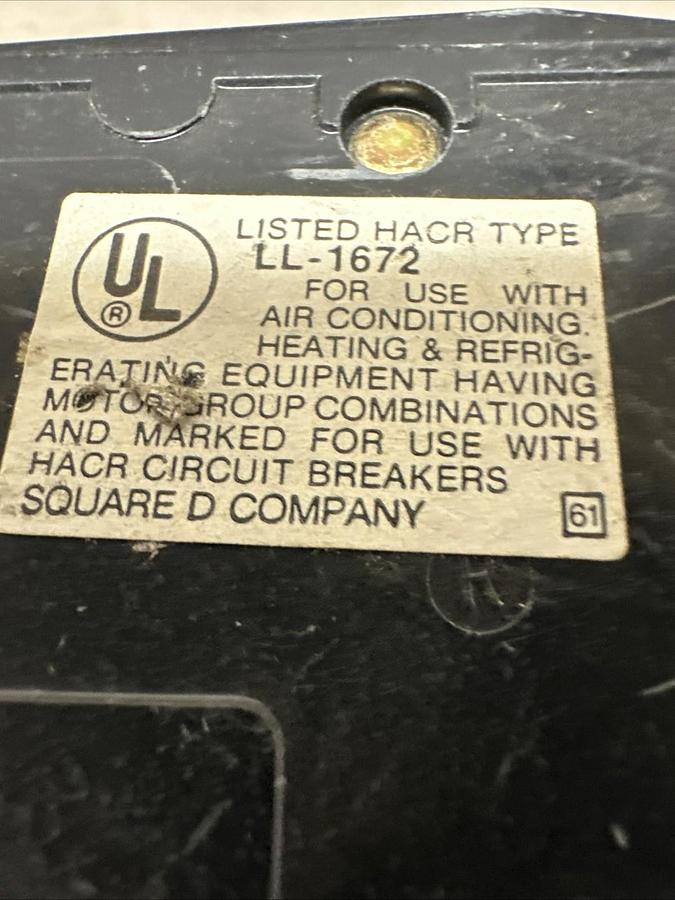 UL
®
LISTED HACR TYPE
LL-1672
FOR USE WITH
AIR CONDITIONING.
HEATING & REFRIG-
ERATING EQUIPMENT HAVING
MOTOR GROUP COMBINATIONS
AND MARKED FOR USE WITH
HACR CIRCUIT BREAKERS
SQUARE D COMPANY
61
H